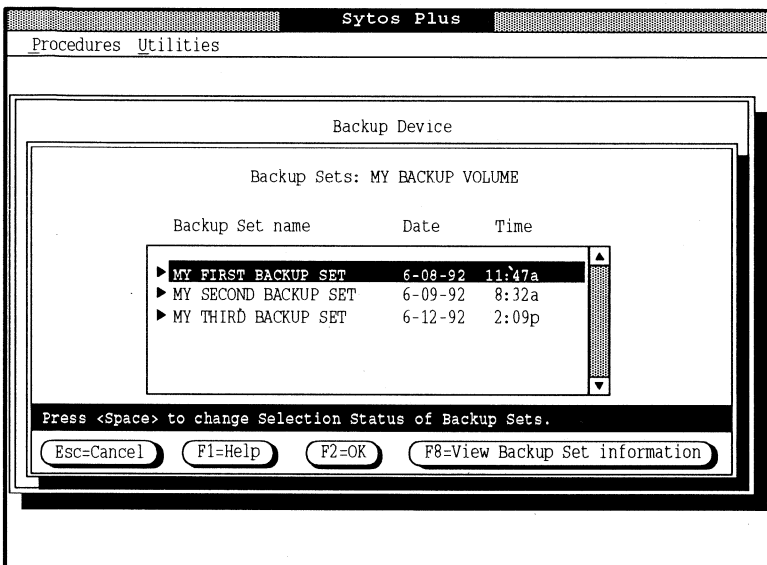 Sytos Plus
Procedures Utilities
Backup Device
Backup Sets: MY BACKUP VOLUME
Backup Set name Date Time
MY FIRST BACKUP SET 6-08-92 11:47a
MY SECOND BACKUP SET 6-09-92 8:32a
MY THIRD BACKUP SET 6-12-92 2:09p
Press <Space> to change Selection Status of Backup Sets.
Esc=Cancel F1=Help F2=OK F8=View Backup Set information